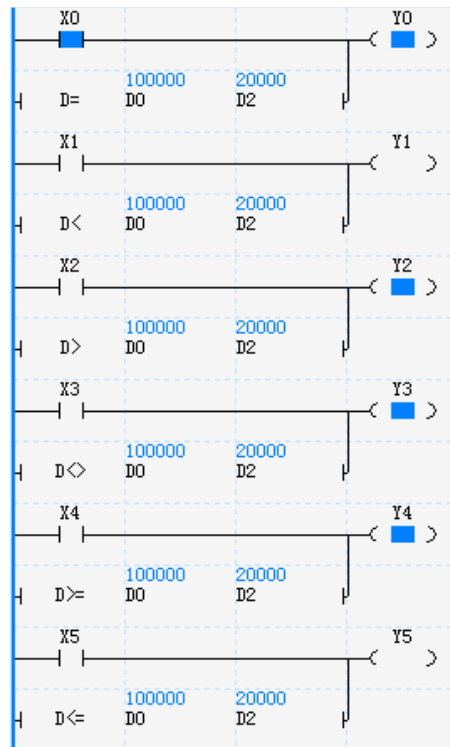 X0 Y0
100000 20000
D= D0 D2
X1 Y1
100000 20000
D< D0 D2
X2 Y2
100000 20000
D> D0 D2
X3 Y3
100000 20000
D<> D0 D2
X4 Y4
100000 20000
D>= D0 D2
X5 Y5
100000 20000
D<= D0 D2